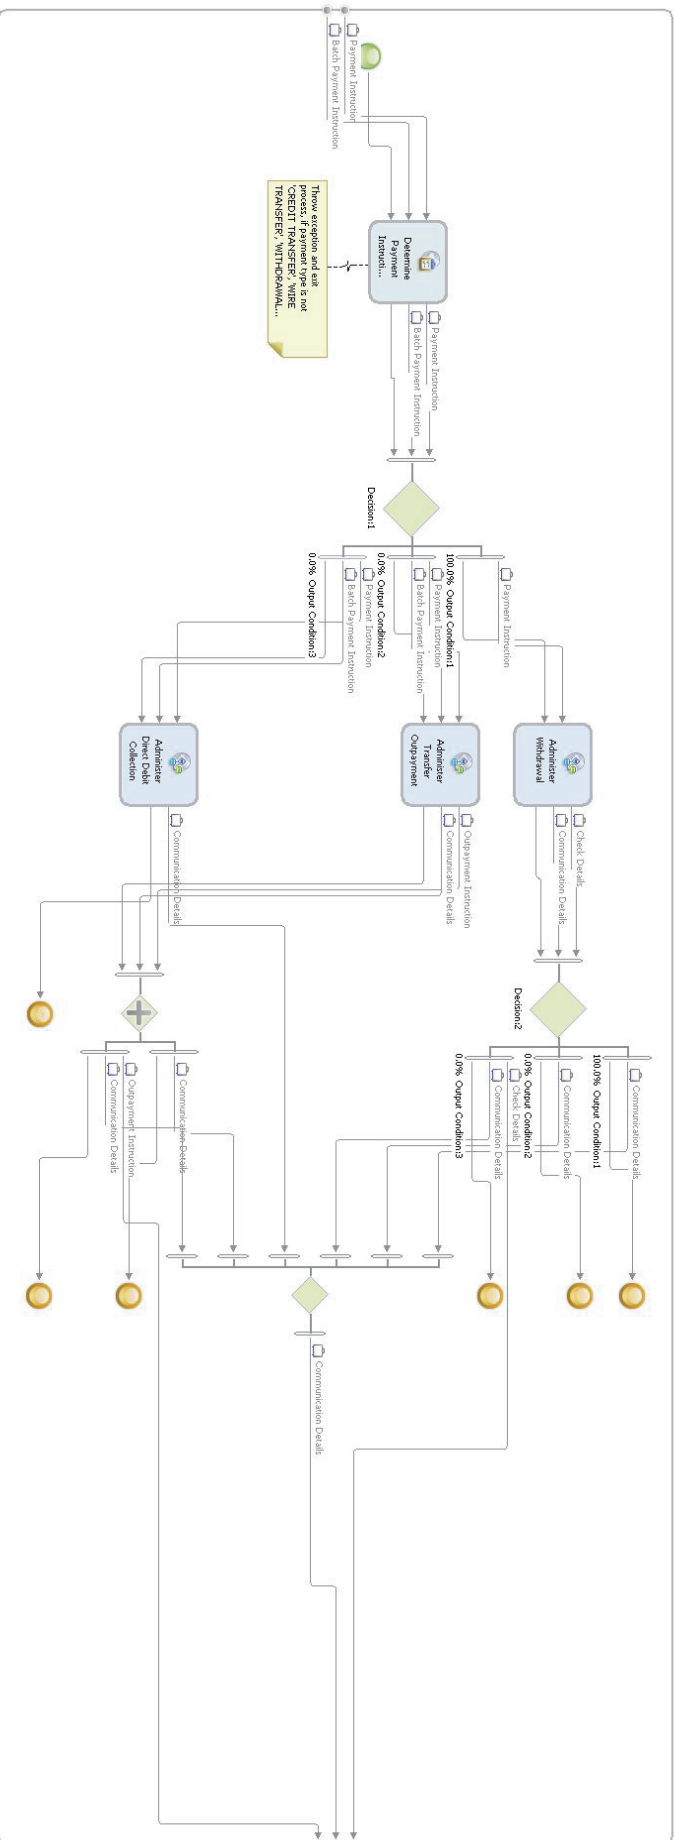 Payment Instruction
Batch Payment Instruction
Determine
Payment
Instructi...
Throw exception and exit
process, if payment type is not
'CREDIT TRANSFER', 'WIRE
TRANSFER', 'WITHDRAWAL...
Payment Instruction
Batch Payment Instruction
Decision:1
Payment Instruction
100.0% Output Condition:1
Payment Instruction
Batch Payment Instruction
0.0% Output Condition:2
Payment Instruction
Batch Payment Instruction
0.0% Output Condition:3
Administer
Withdrawal
Administer
Transfer
Outpayment
Administer
Direct Debit
Collection
Check Details
Communication Details
Outpayment Instruction
Communication Details
Communication Details
Decision:2
Communication Details
100.0% Output Condition:1
Communication Details
0.0% Output Condition:2
Check Details
Communication Details
0.0% Output Condition:3
Communication Details
Outpayment Instruction
Communication Details
Communication Details